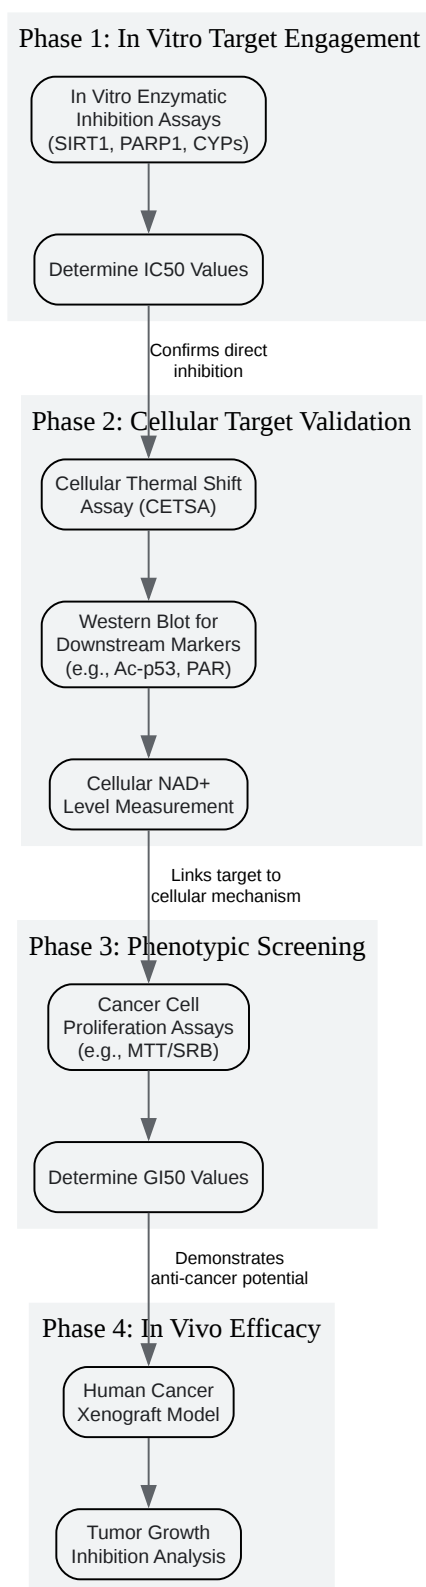 Phase 1: In Vitro Target Engagement
In Vitro Enzymatic
Inhibition Assays
(SIRT1, PARP1, CYPs)
Determine IC50 Values
Confirms direct
inhibition
Phase 2: Cellular Target Validation
Cellular Thermal Shift
Assay (CETSA)
Western Blot for
Downstream Markers
(e.g., Ac-p53, PAR)
Cellular NAD+
Level Measurement
Links target to
cellular mechanism
Phase 3: Phenotypic Screening
Cancer Cell
Proliferation Assays
(e.g., MTT/SRB)
Determine GI50 Values
Demonstrates
anti-cancer potential
Phase 4: In Vivo Efficacy
Human Cancer
Xenograft Model
Tumor Growth
Inhibition Analysis